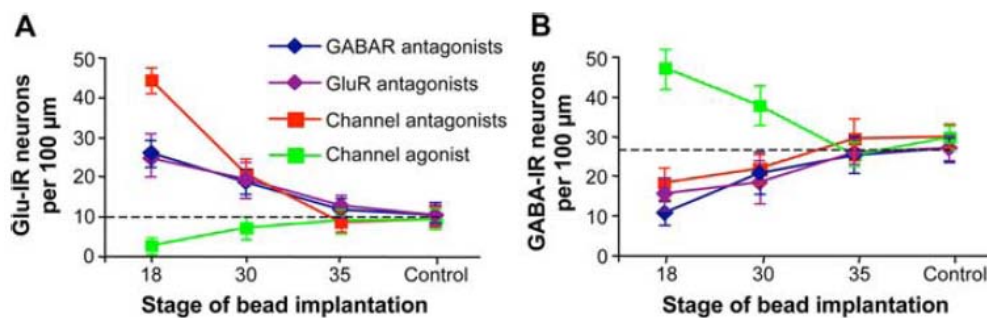 A
Glu-IR neurons
per 100 µm
50
40
30
20
10
0
18
30
35
Control
Stage of bead implantation
GABAR antagonists
GluR antagonists
Channel antagonists
Channel agonist
B
GABA-IR neurons
per 100 µm
60
50
40
30
20
10
0
18
30
35
Control
Stage of bead implantation